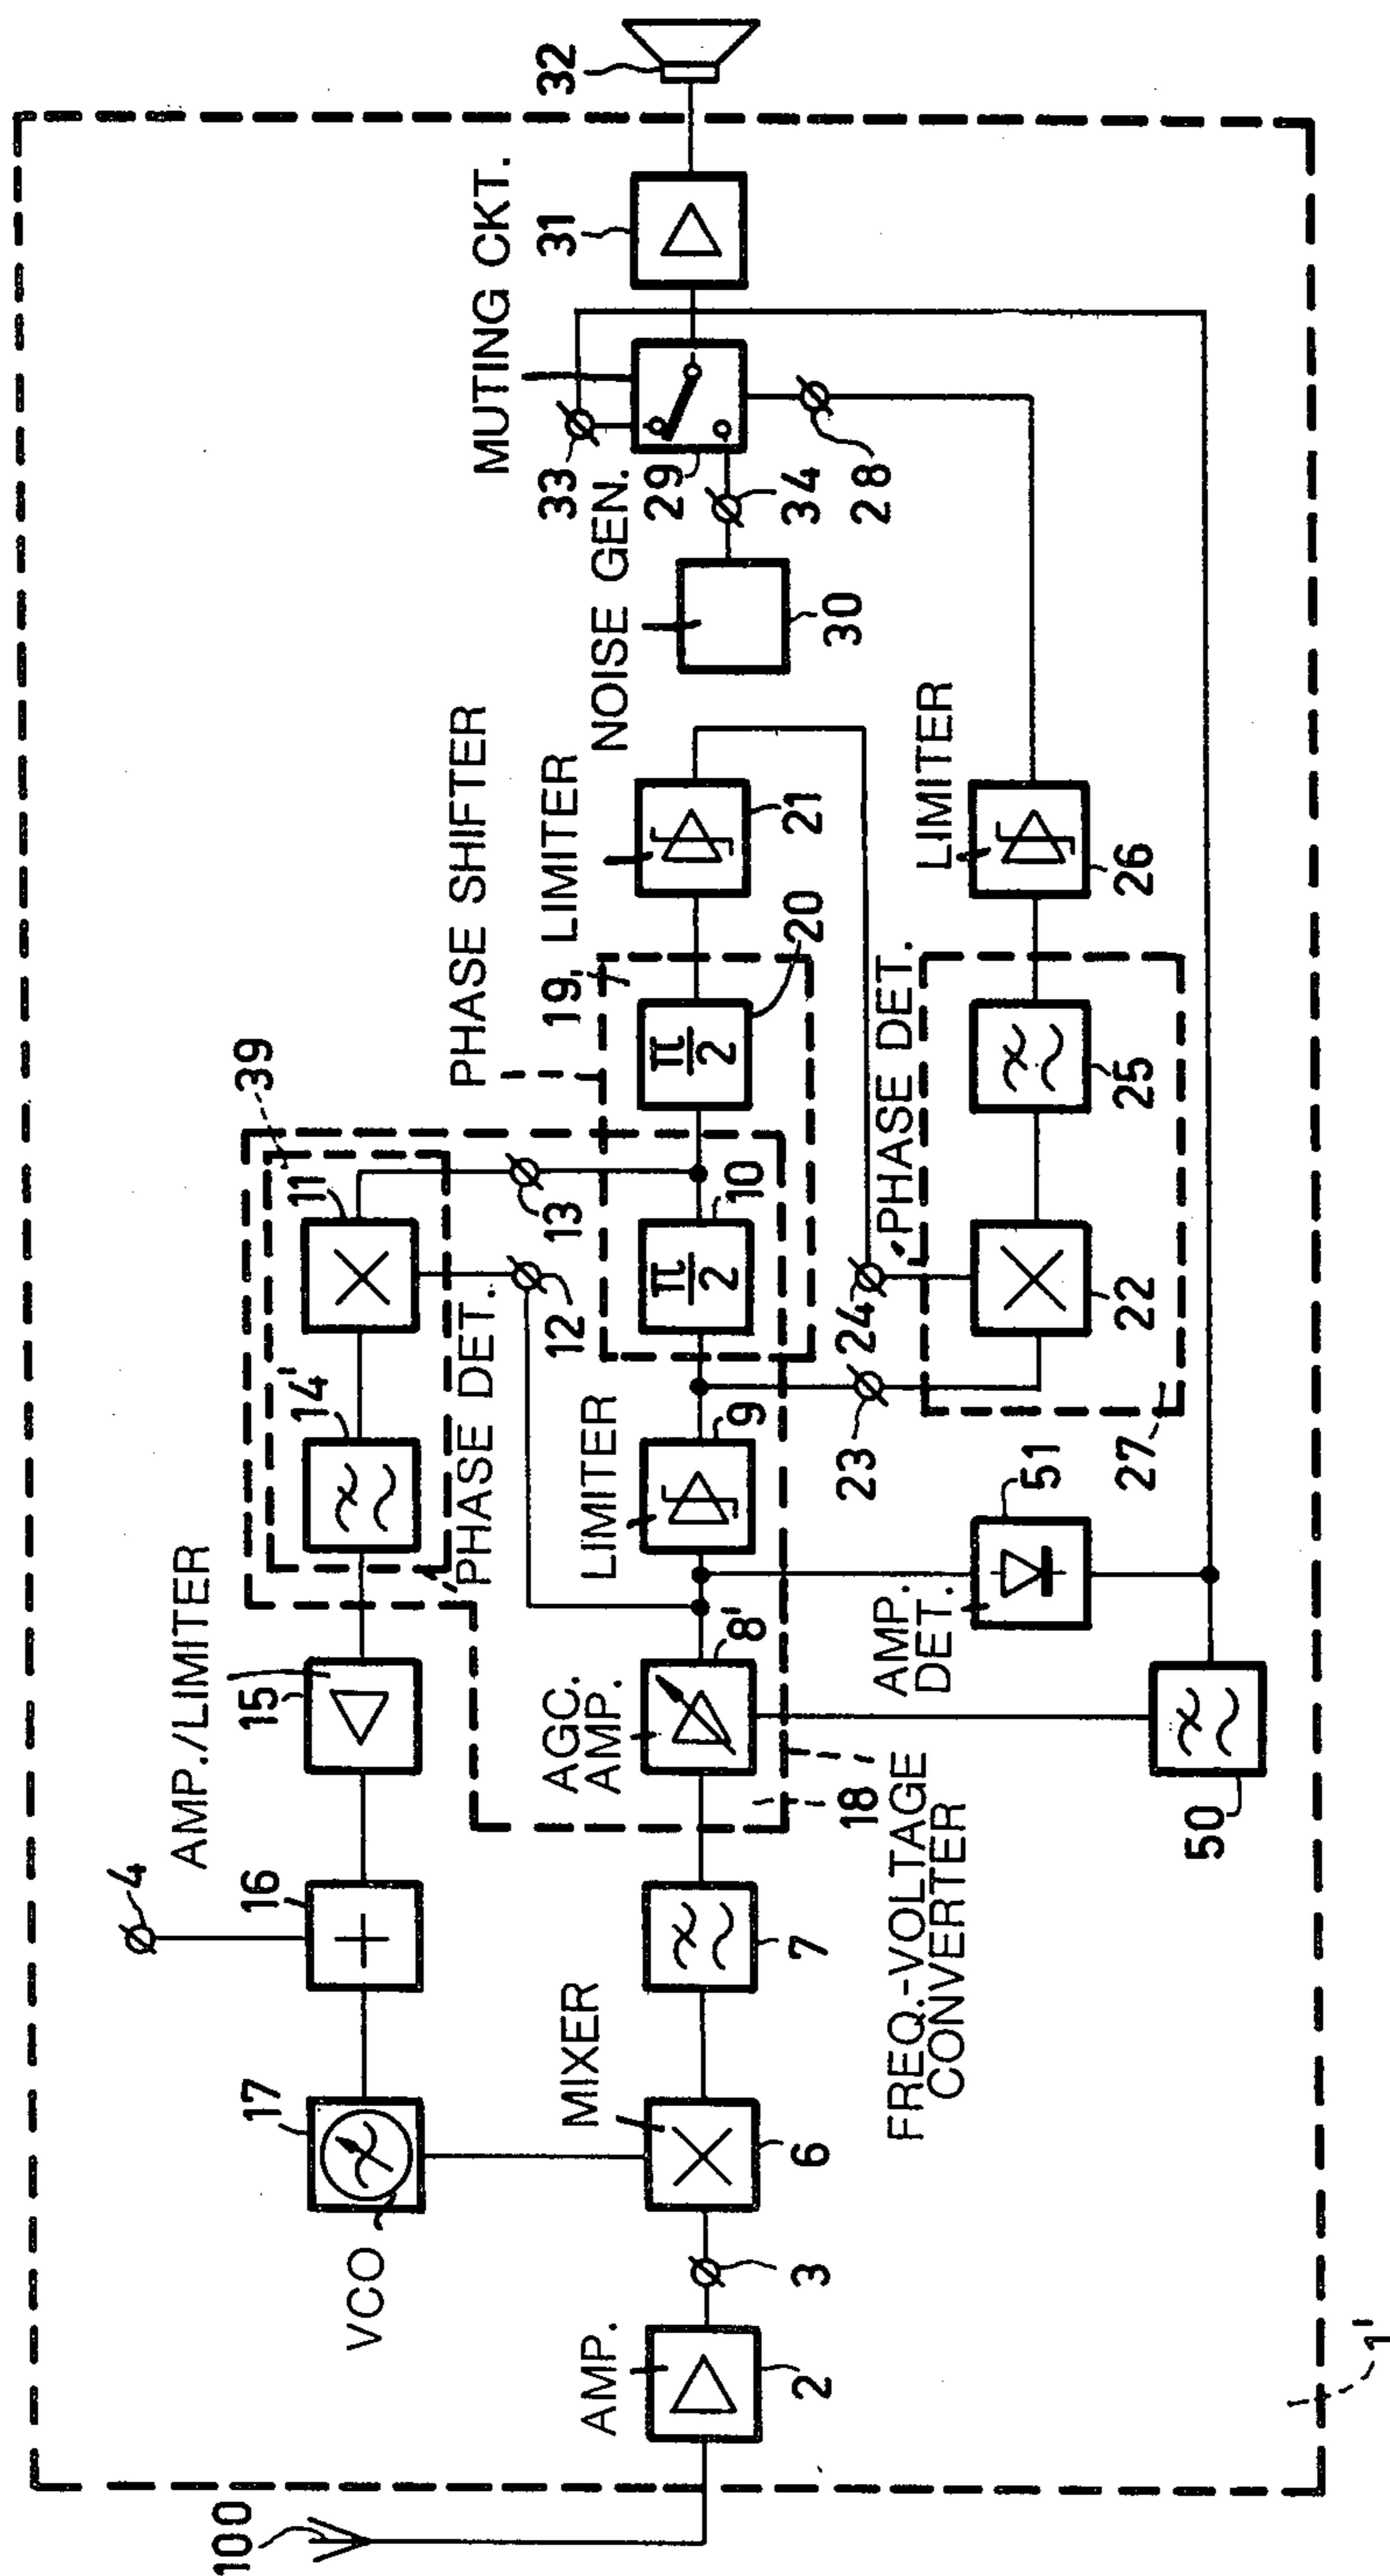 100
AMP.
2
3
VCO
17
MIXER
6
4
16
7
AMP./LIMITER
15
AGC.
AMP.
8'
18
FREQ.-VOLTAGE
CONVERTER
50
AMP.
DET.
51
PHASE DET.
14'
11
39
LIMITER
9
12
13
10
23
24
PHASE DET.
22
25
27
PHASE SHIFTER
19
20
LIMITER
21
LIMITER
26
NOISE GEN.
30
34
28
29
33
MUTING CKT.
31
32
1'